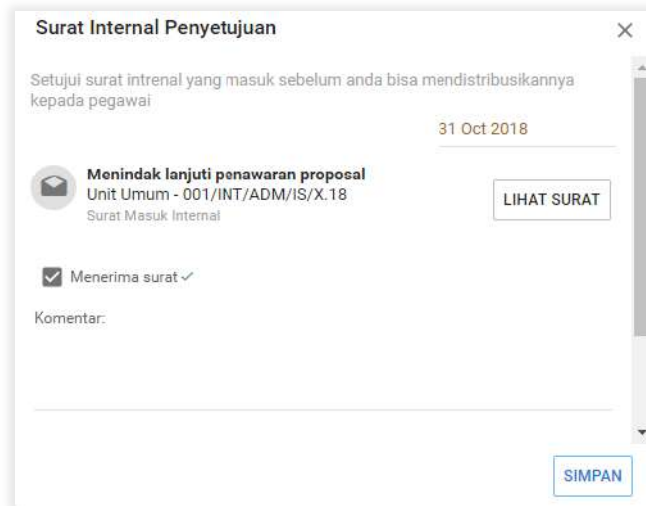 Surat Internal Penyetujuan
Setujui surat intrenal yang masuk sebelum anda bisa mendistribusikannya
kepada pegawai
31 Oct 2018
Menindak lanjuti penawaran proposal
Unit Umum - 001/INT/ADM/IS/X.18
Surat Masuk Internal
LIHAT SURAT
Menerima surat
Komentar:
SIMPAN